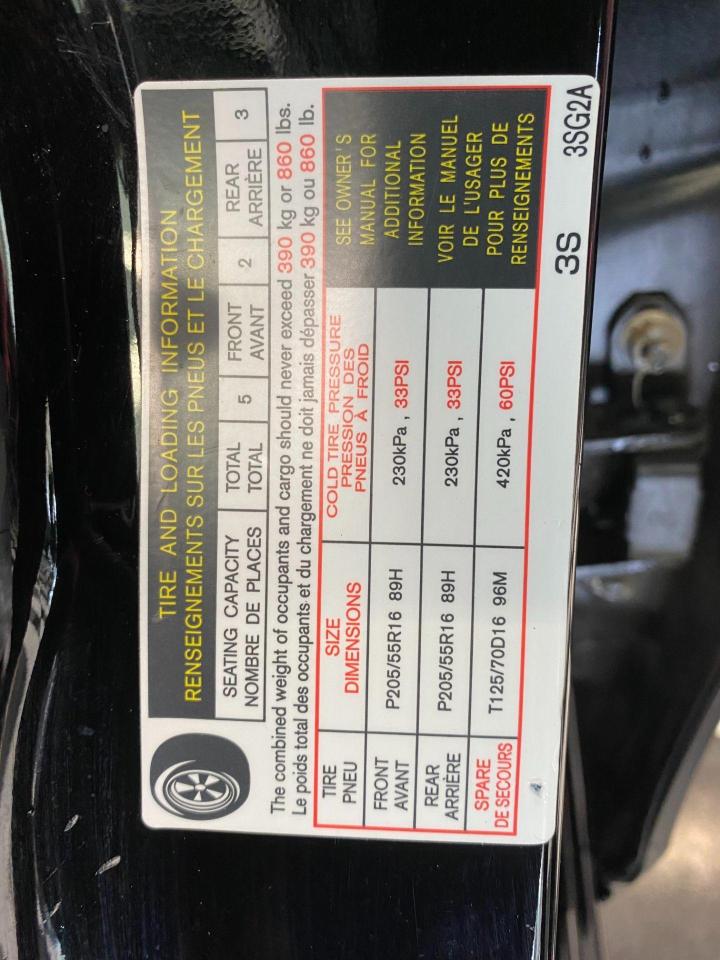 TIRE AND LOADING INFORMATION
RENSEIGNEMENTS SUR LES PNEUS ET LE CHARGEMENT
SEATING CAPACITY TOTAL 5 FRONT 2 REAR 3
NOMBRE DE PLACES TOTAL AVANT ARRIÈRE
The combined weight of occupants and cargo should never exceed 390 kg or 860 lbs.
Le poids total des occupants et du chargement ne doit jamais dépasser 390 kg ou 860 lb.
TIRE SIZE COLD TIRE PRESSURE
PNEU DIMENSIONS PRESSION DES
PNEUS À FROID
FRONT
AVANT P205/55R16 89H 230kPa , 33PSI
REAR
ARRIÈRE P205/55R16 89H 230kPa , 33PSI
SPARE
DE SECOURS T125/70D16 96M 420kPa , 60PSI
SEE OWNER'S
MANUAL FOR
ADDITIONAL
INFORMATION
VOIR LE MANUEL
DE L'USAGER
POUR PLUS DE
RENSEIGNEMENTS
3S 3SG2A